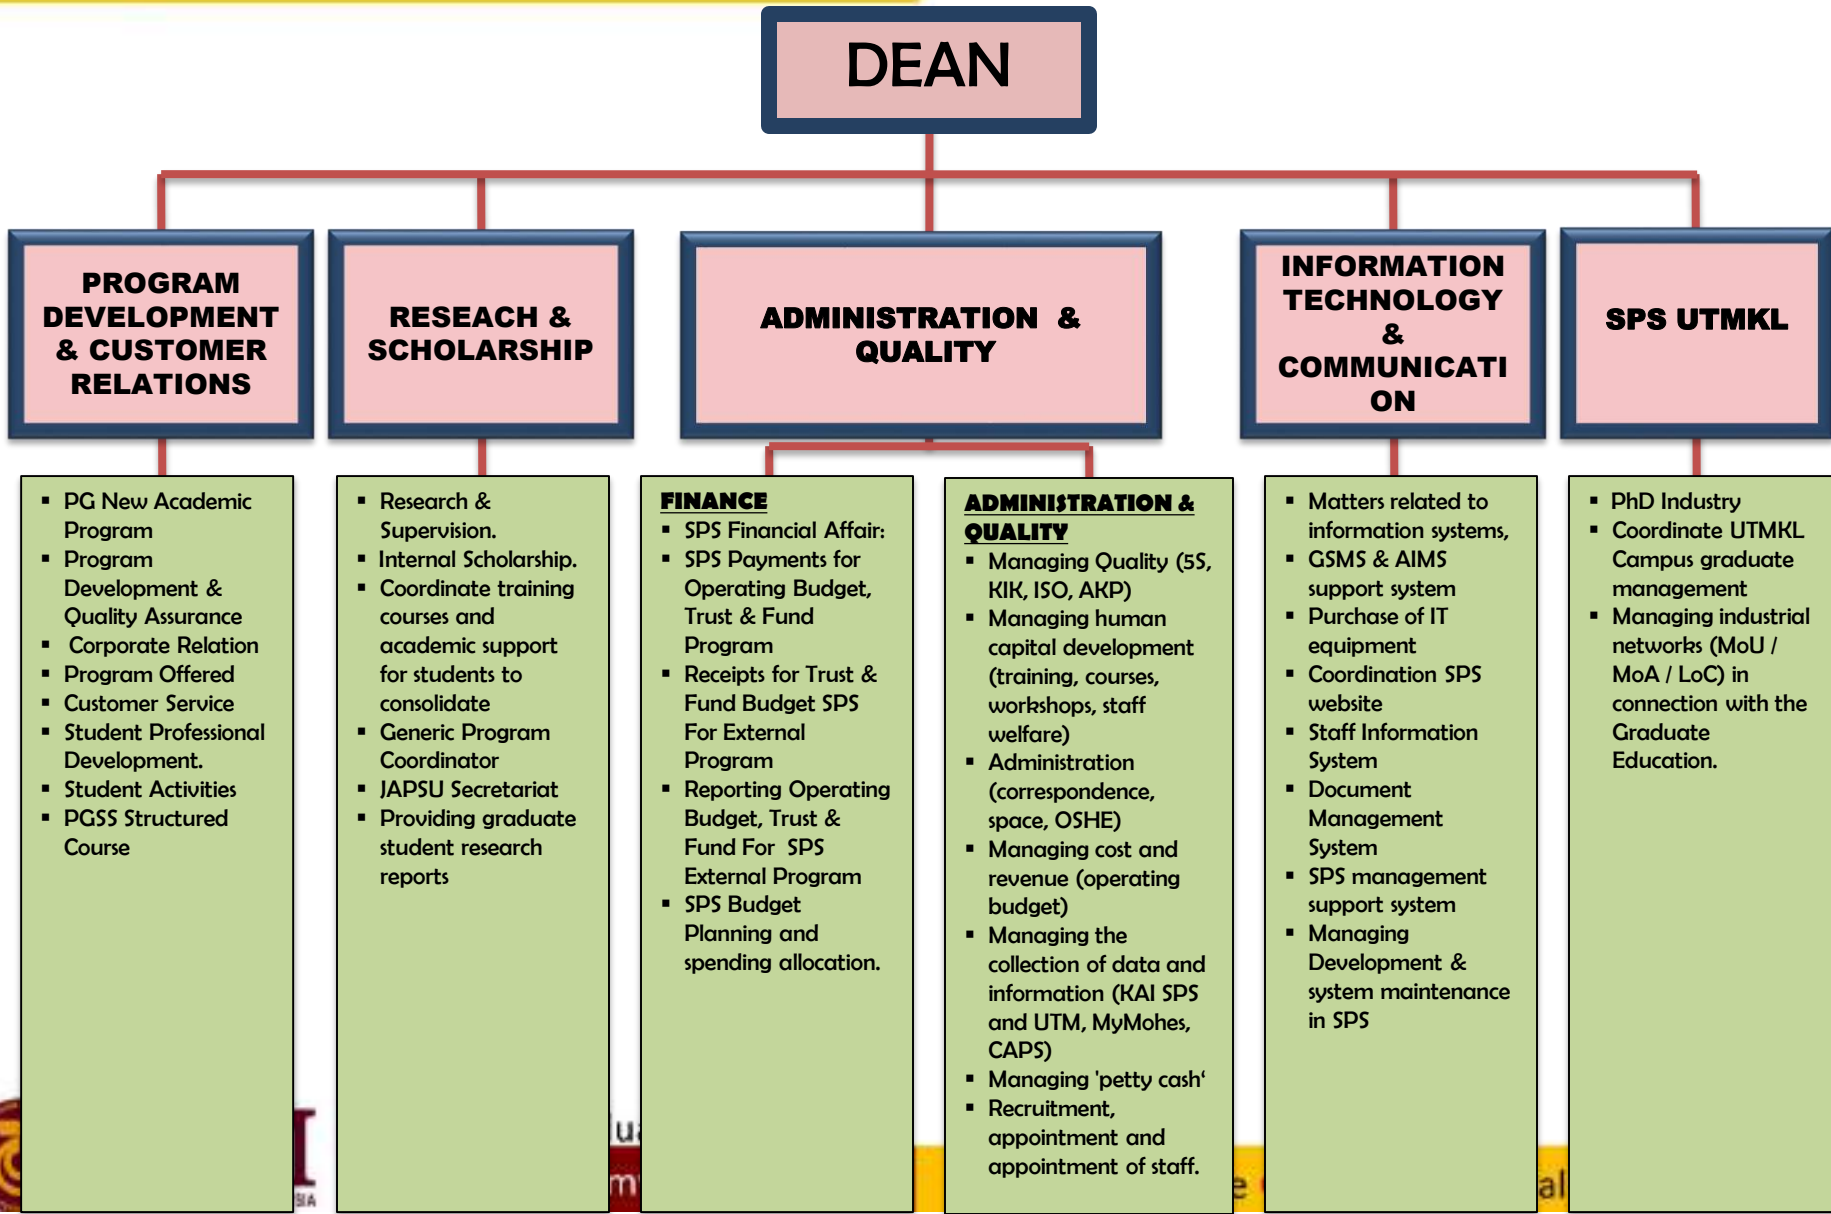 DEAN
PROGRAM
DEVELOPMENT
& CUSTOMER
RELATIONS
RESEACH &
SCHOLARSHIP
ADMINISTRATION &
QUALITY
INFORMATION
TECHNOLOGY
&
COMMUNICATI
ON
SPS UTMKL
▪ PG New Academic
Program
▪ Program
Development &
Quality Assurance
▪ Corporate Relation
▪ Program Offered
▪ Customer Service
▪ Student Professional
Development.
▪ Student Activities
▪ PGSS Structured
Course
▪ Research &
Supervision.
▪ Internal Scholarship.
▪ Coordinate training
courses and
academic support
for students to
consolidate
▪ Generic Program
Coordinator
▪ JAPSU Secretariat
▪ Providing graduate
student research
reports
FINANCE
▪ SPS Financial Affair:
▪ SPS Payments for
Operating Budget,
Trust & Fund
Program
▪ Receipts for Trust &
Fund Budget SPS
For External
Program
▪ Reporting Operating
Budget, Trust &
Fund For SPS
External Program
▪ SPS Budget
Planning and
spending allocation.
ADMINISTRATION &
QUALITY
▪ Managing Quality (5S,
KIK, ISO, AKP)
▪ Managing human
capital development
(training, courses,
workshops, staff
welfare)
▪ Administration
(correspondence,
space, OSHE)
▪ Managing cost and
revenue (operating
budget)
▪ Managing the
collection of data and
information (KAI SPS
and UTM, MyMohes,
CAPS)
▪ Managing 'petty cash‘
▪ Recruitment,
appointment and
appointment of staff.
▪ Matters related to
information systems,
▪ GSMS & AIMS
support system
▪ Purchase of IT
equipment
▪ Coordination SPS
website
▪ Staff Information
System
▪ Document
Management
System
▪ SPS management
support system
▪ Managing
Development &
system maintenance
in SPS
▪ PhD Industry
▪ Coordinate UTMKL
Campus graduate
management
▪ Managing industrial
networks (MoU /
MoA / LoC) in
connection with the
Graduate
Education.